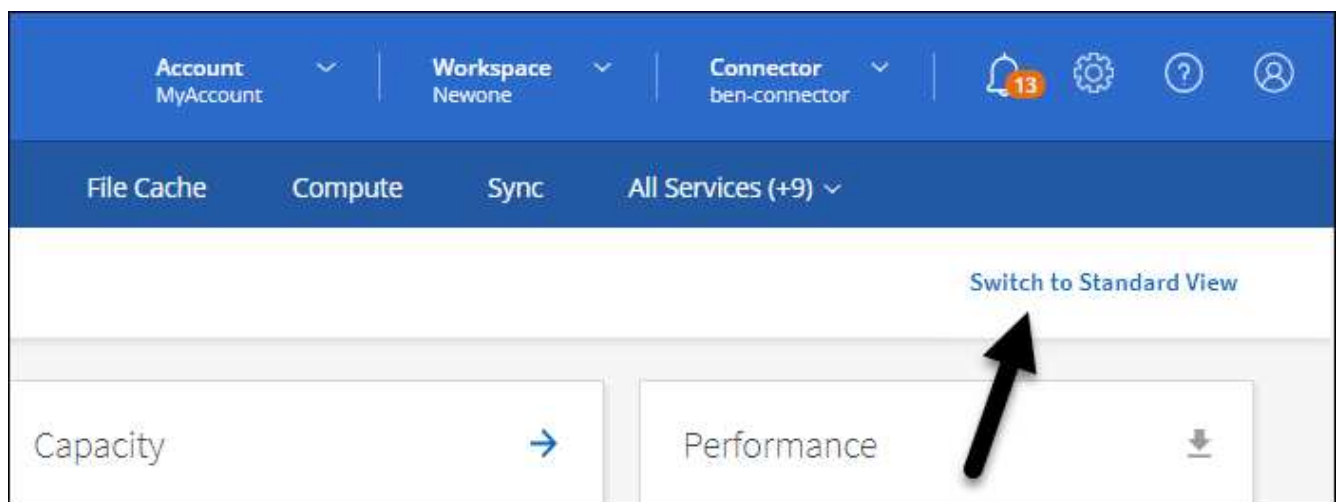 Account
MyAccount
Workspace
Newone
Connector
ben-connector
13
?
File Cache Compute Sync All Services (+9)
Switch to Standard View
Capacity
Performance